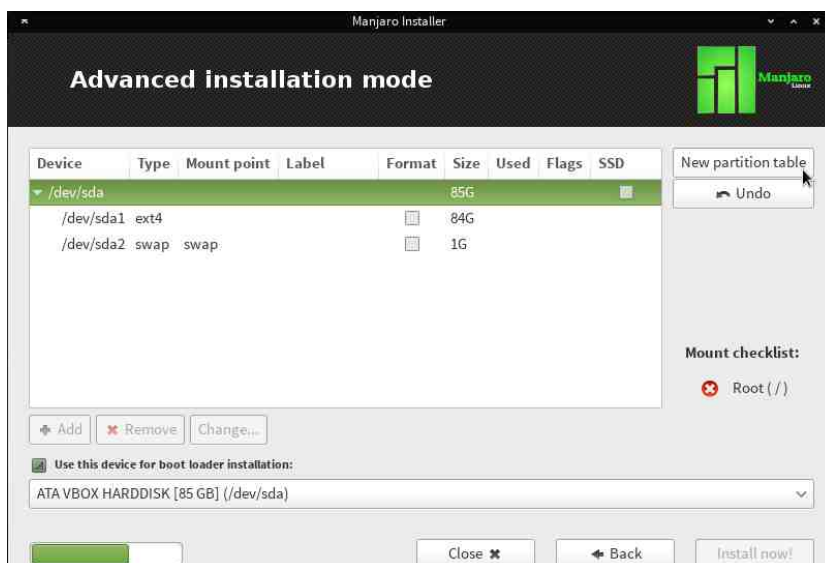 Manjaro Installer
Advanced installation mode
Manjaro
Linux
Device Type Mount point Label Format Size Used Flags SSD
New partition table
/dev/sda 85G
Undo
/dev/sda1 ext4 84G
/dev/sda2 swap swap 1G
Mount checklist:
Root ( / )
Add Remove Change...
Use this device for boot loader installation:
ATA VBOX HARDDISK [85 GB] (/dev/sda)
Close Back Install now!